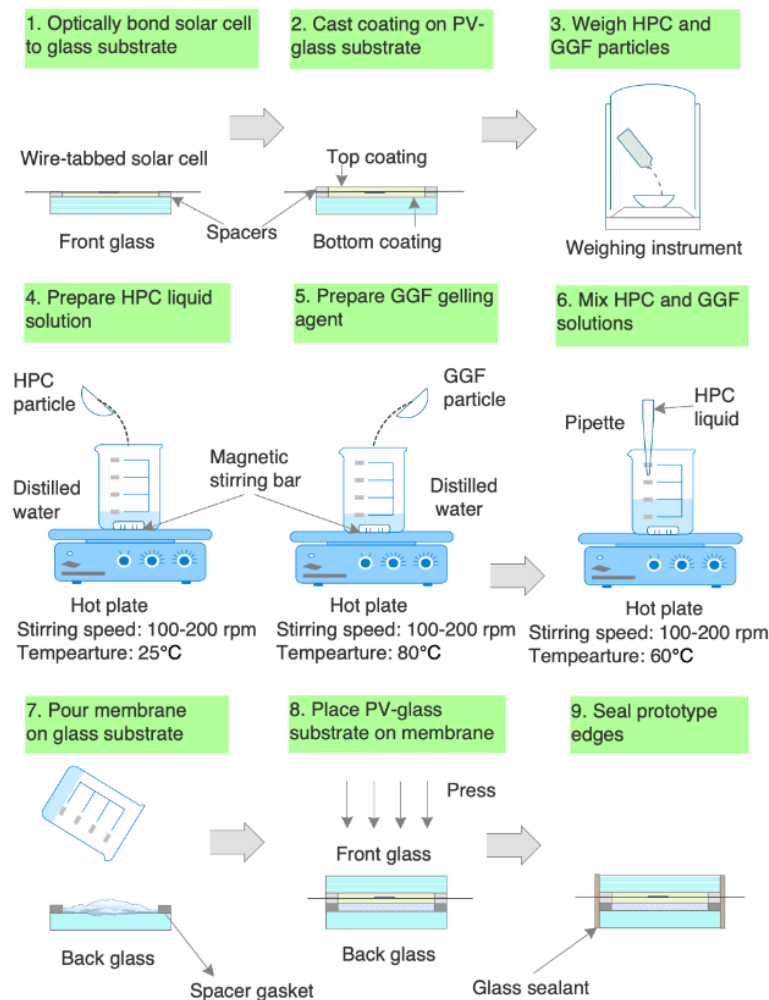 1. Optically bond solar cell
to glass substrate
2. Cast coating on PV-
glass substrate
3. Weigh HPC and
GGF particles
Wire-tabbed solar cell
Front glass
Spacers
Top coating
Bottom coating
Weighing instrument
4. Prepare HPC liquid
solution
5. Prepare GGF gelling
agent
6. Mix HPC and GGF
solutions
HPC
particle
Distilled
water
Magnetic
stirring bar
GGF
particle
Distilled
water
Pipette
HPC
liquid
Hot plate
Stirring speed: 100-200 rpm
Tempearture: 25°C
Hot plate
Stirring speed: 100-200 rpm
Tempearture: 80°C
Hot plate
Stirring speed: 100-200 rpm
Tempearture: 60°C
7. Pour membrane
on glass substrate
8. Place PV-glass
substrate on membrane
9. Seal prototype
edges
Back glass
Spacer gasket
Press
Front glass
Back glass
Glass sealant